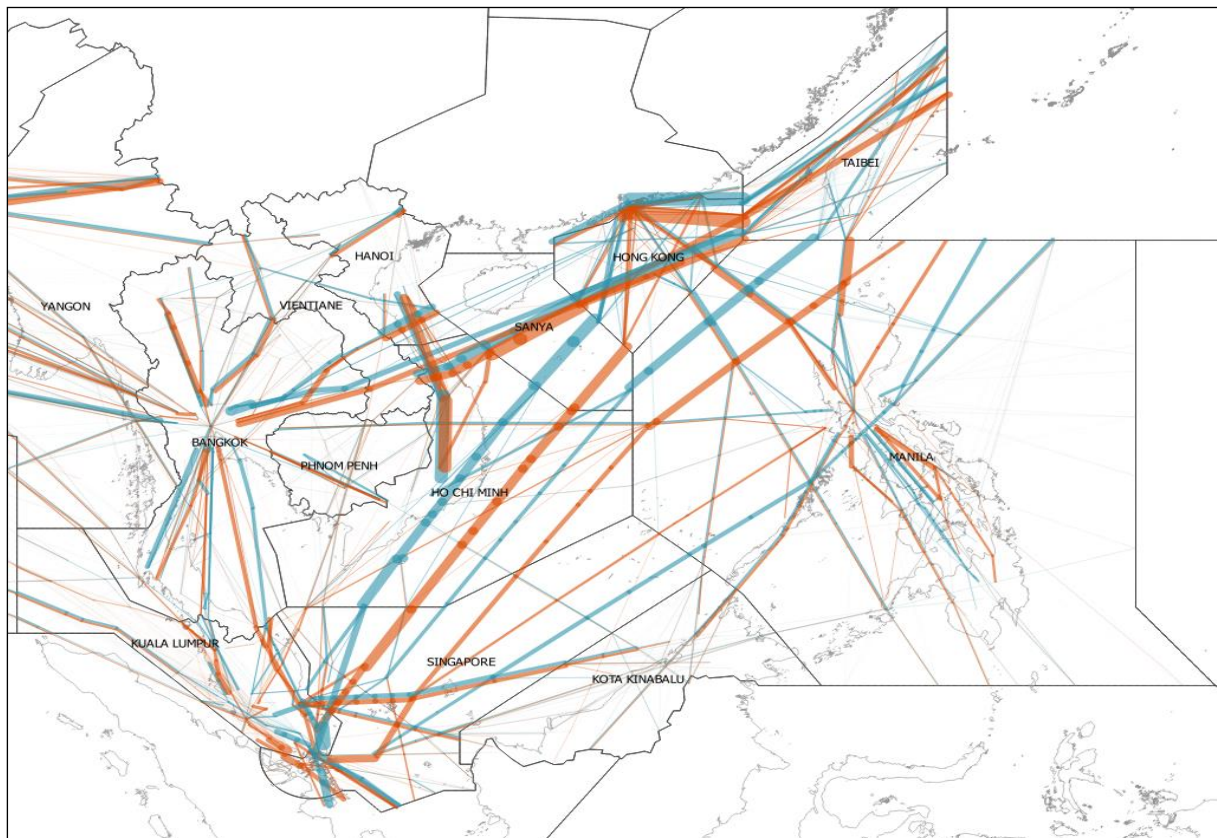 TAIBEI
HANOI
HONG KONG
YANGON
VIENTIANE
SANYA
BANGKOK
MANILA
PHNOM PENH
HO CHI MINH
KUALA LUMPUR
SINGAPORE
KOTA KINABALU